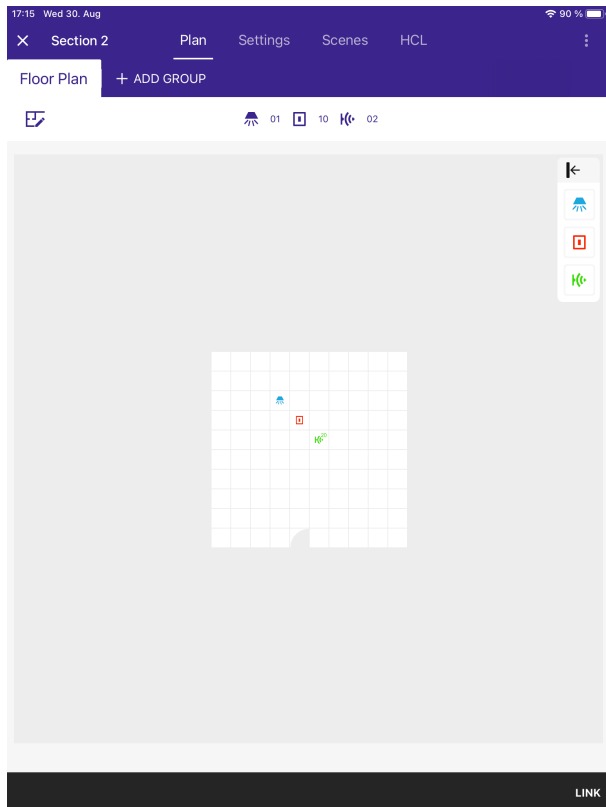 17:15 Wed 30. Aug 90 %
Section 2 Plan Settings Scenes HCL
Floor Plan + ADD GROUP
01 10 02
20
LINK